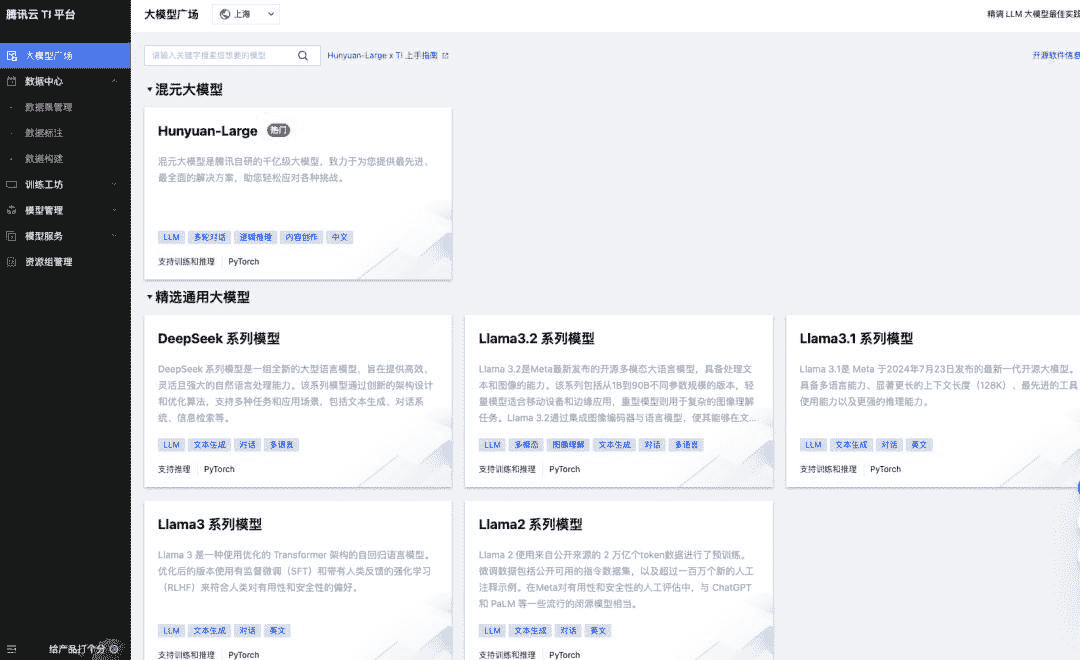 腾讯云 TI 平台
大模型广场
上海
精调 LLM 大模型最佳实践
大模型广场
数据中心
数据集管理
数据标注
数据构建
训练工坊
模型管理
模型服务
资源组管理
给产品打个分
请输入关键字搜索您想要的模型
Hunyuan-Large x TI 上手指南
开源软件信息
混元大模型
Hunyuan-Large 热门
混元大模型是腾讯自研的千亿级大模型，致力于为您提供最先进、
最全面的解决方案，助您轻松应对各种挑战。
LLM 多轮对话 逻辑推理 内容创作 中文
支持训练和推理 PyTorch
精选通用大模型
DeepSeek 系列模型
DeepSeek 系列模型是一组全新的大型语言模型，旨在提供高效、
灵活且强大的自然语言处理能力。该系列模型通过创新的架构设计
和优化算法，支持多种任务和应用场景，包括文本生成、对话系
统、信息检索等。
LLM 文本生成 对话 多语言
支持推理 PyTorch
Llama3.2 系列模型
Llama 3.2是Meta最新发布的开源多模态大语言模型，具备处理文
本和图像的能力。该系列包括从1B到90B不同参数规模的版本，轻
量模型适合移动设备和边缘应用，重型模型则用于复杂的图像理解
任务。Llama 3.2通过集成图像编码器与语言模型，使其能够在文...
LLM 多模态 图像理解 文本生成 对话 多语言
支持训练和推理 PyTorch
Llama3.1 系列模型
Llama 3.1是 Meta 于2024年7月23日发布的最新一代开源大模型。
具备多语言能力、显著更长的上下文长度（128K）、最先进的工具
使用能力以及更强的推理能力。
LLM 文本生成 对话 英文
支持训练和推理 PyTorch
Llama3 系列模型
Llama 3 是一种使用优化的 Transformer 架构的自回归语言模型。
优化后的版本使用有监督微调（SFT）和带有人类反馈的强化学习
（RLHF）来符合人类对有用性和安全性的偏好。
LLM 文本生成 对话 英文
支持训练和推理 PyTorch
Llama2 系列模型
Llama 2 使用来自公开来源的 2 万亿个token数据进行了预训练。
微调数据包括公开可用的指令数据集，以及超过一百万个新的人工
注释示例。在Meta对有用性和安全性的人工评估中，与 ChatGPT
和 PaLM 等一些流行的闭源模型相当。
LLM 文本生成 对话 英文
支持训练和推理 PyTorch